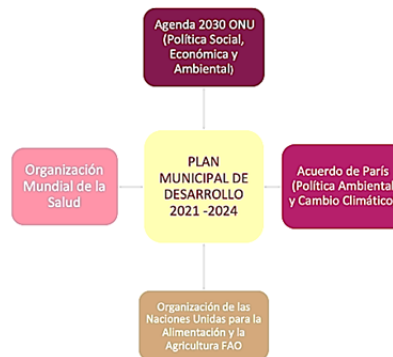 Agenda 2030 ONU
(Política Social,
Económica y
Ambiental)
Organización
Mundial de la
Salud
PLAN
MUNICIPAL DE
DESARROLLO
2021 -2024
Acuerdo de París
(Política Ambiental
y Cambio Climático
Organización de las
Naciones Unidas para la
Alimentación y la
Agricultura FAO